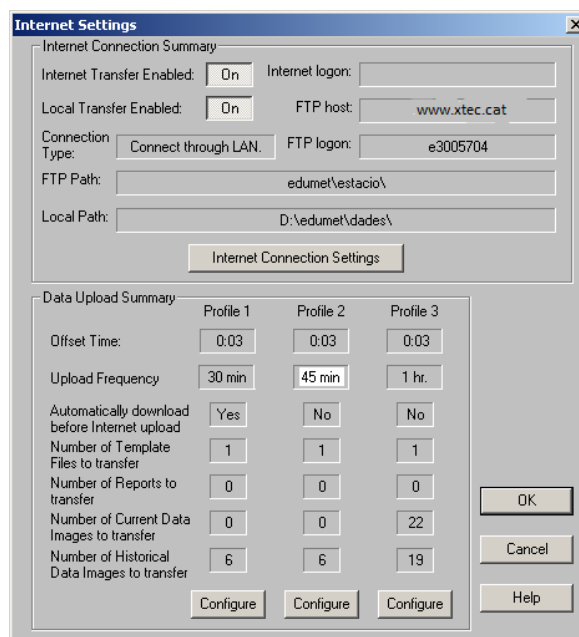 Internet Settings
Internet Connection Summary
Internet Transfer Enabled: On Internet logon:
Local Transfer Enabled: On FTP host: www.xtec.cat
Connection Type: Connect through LAN. FTP logon: e3005704
FTP Path: edumet\estacio\
Local Path: D:\edumet\dades\
Internet Connection Settings
Data Upload Summary
Profile 1 Profile 2 Profile 3
Offset Time: 0:03 0:03 0:03
Upload Frequency 30 min 45 min 1 hr.
Automatically download
before Internet upload Yes No No
Number of Template
Files to transfer 1 1 1
Number of Reports to
transfer 0 0 0
Number of Current Data
Images to transfer 0 0 22
Number of Historical
Data Images to transfer 6 6 19
Configure Configure Configure
OK
Cancel
Help